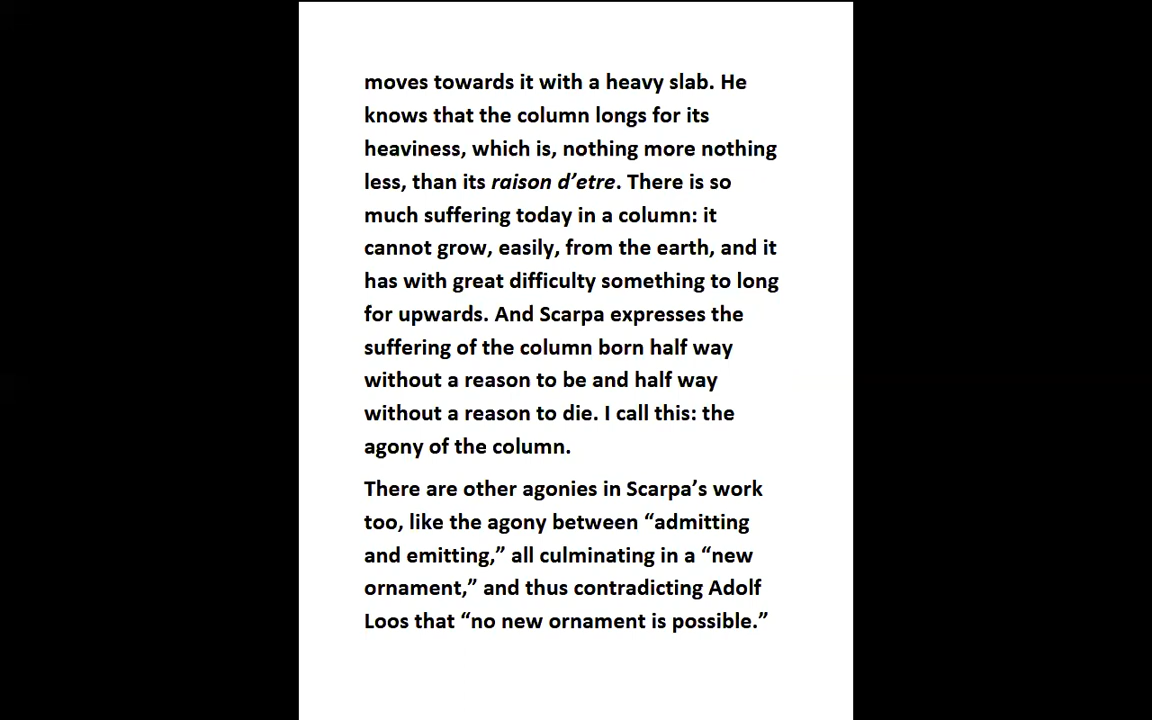 moves towards it with a heavy slab. He
knows that the column longs for its
heaviness, which is, nothing more nothing
less, than its raison d’etre. There is so
much suffering today in a column: it
cannot grow, easily, from the earth, and it
has with great difficulty something to long
for upwards. And Scarpa expresses the
suffering of the column born half way
without a reason to be and half way
without a reason to die. I call this: the
agony of the column.
There are other agonies in Scarpa’s work
too, like the agony between “admitting
and emitting,” all culminating in a “new
ornament,” and thus contradicting Adolf
Loos that “no new ornament is possible.”